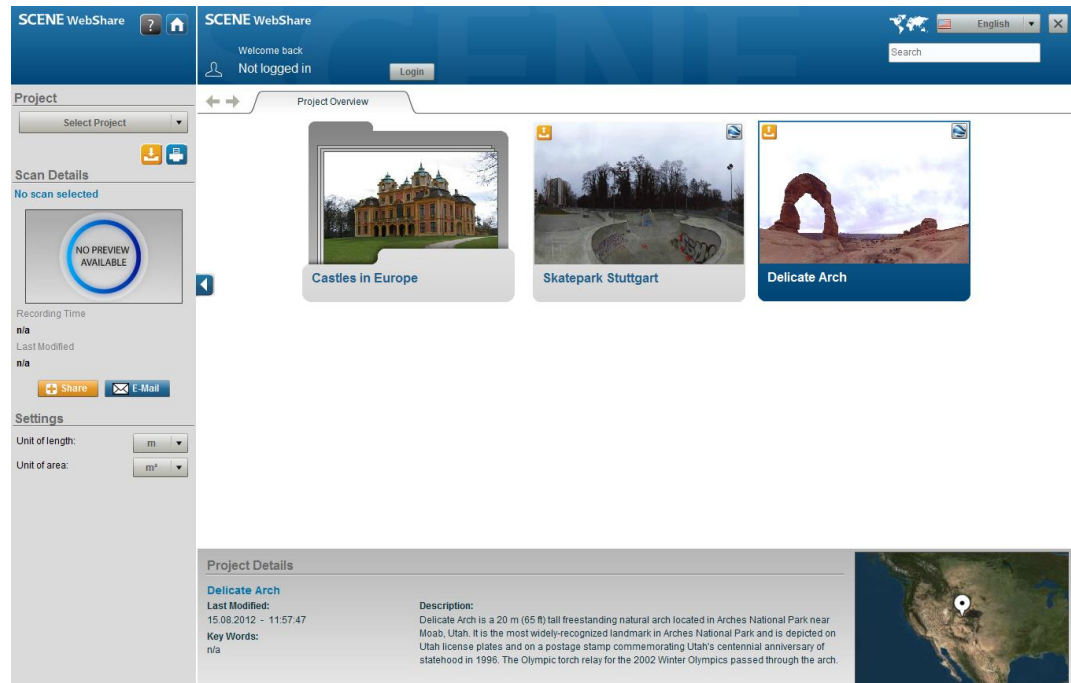 SCENE WebShare
?
SCENE WebShare
English
Welcome back
Not logged in
Login
Search
Project
Select Project
Scan Details
No scan selected
NO PREVIEW
AVAILABLE
Recording Time
n/a
Last Modified
n/a
Share
E-Mail
Settings
Unit of length:
m
Unit of area:
m²
Project Overview
Castles in Europe
Skatepark Stuttgart
Delicate Arch
Project Details
Delicate Arch
Last Modified:
15.08.2012 - 11:57:47
Key Words:
n/a
Description:
Delicate Arch is a 20 m (65 ft) tall freestanding natural arch located in Arches National Park near
Moab, Utah. It is the most widely-recognized landmark in Arches National Park and is depicted on
Utah license plates and on a postage stamp commemorating Utah's centennial anniversary of
statehood in 1996. The Olympic torch relay for the 2002 Winter Olympics passed through the arch.